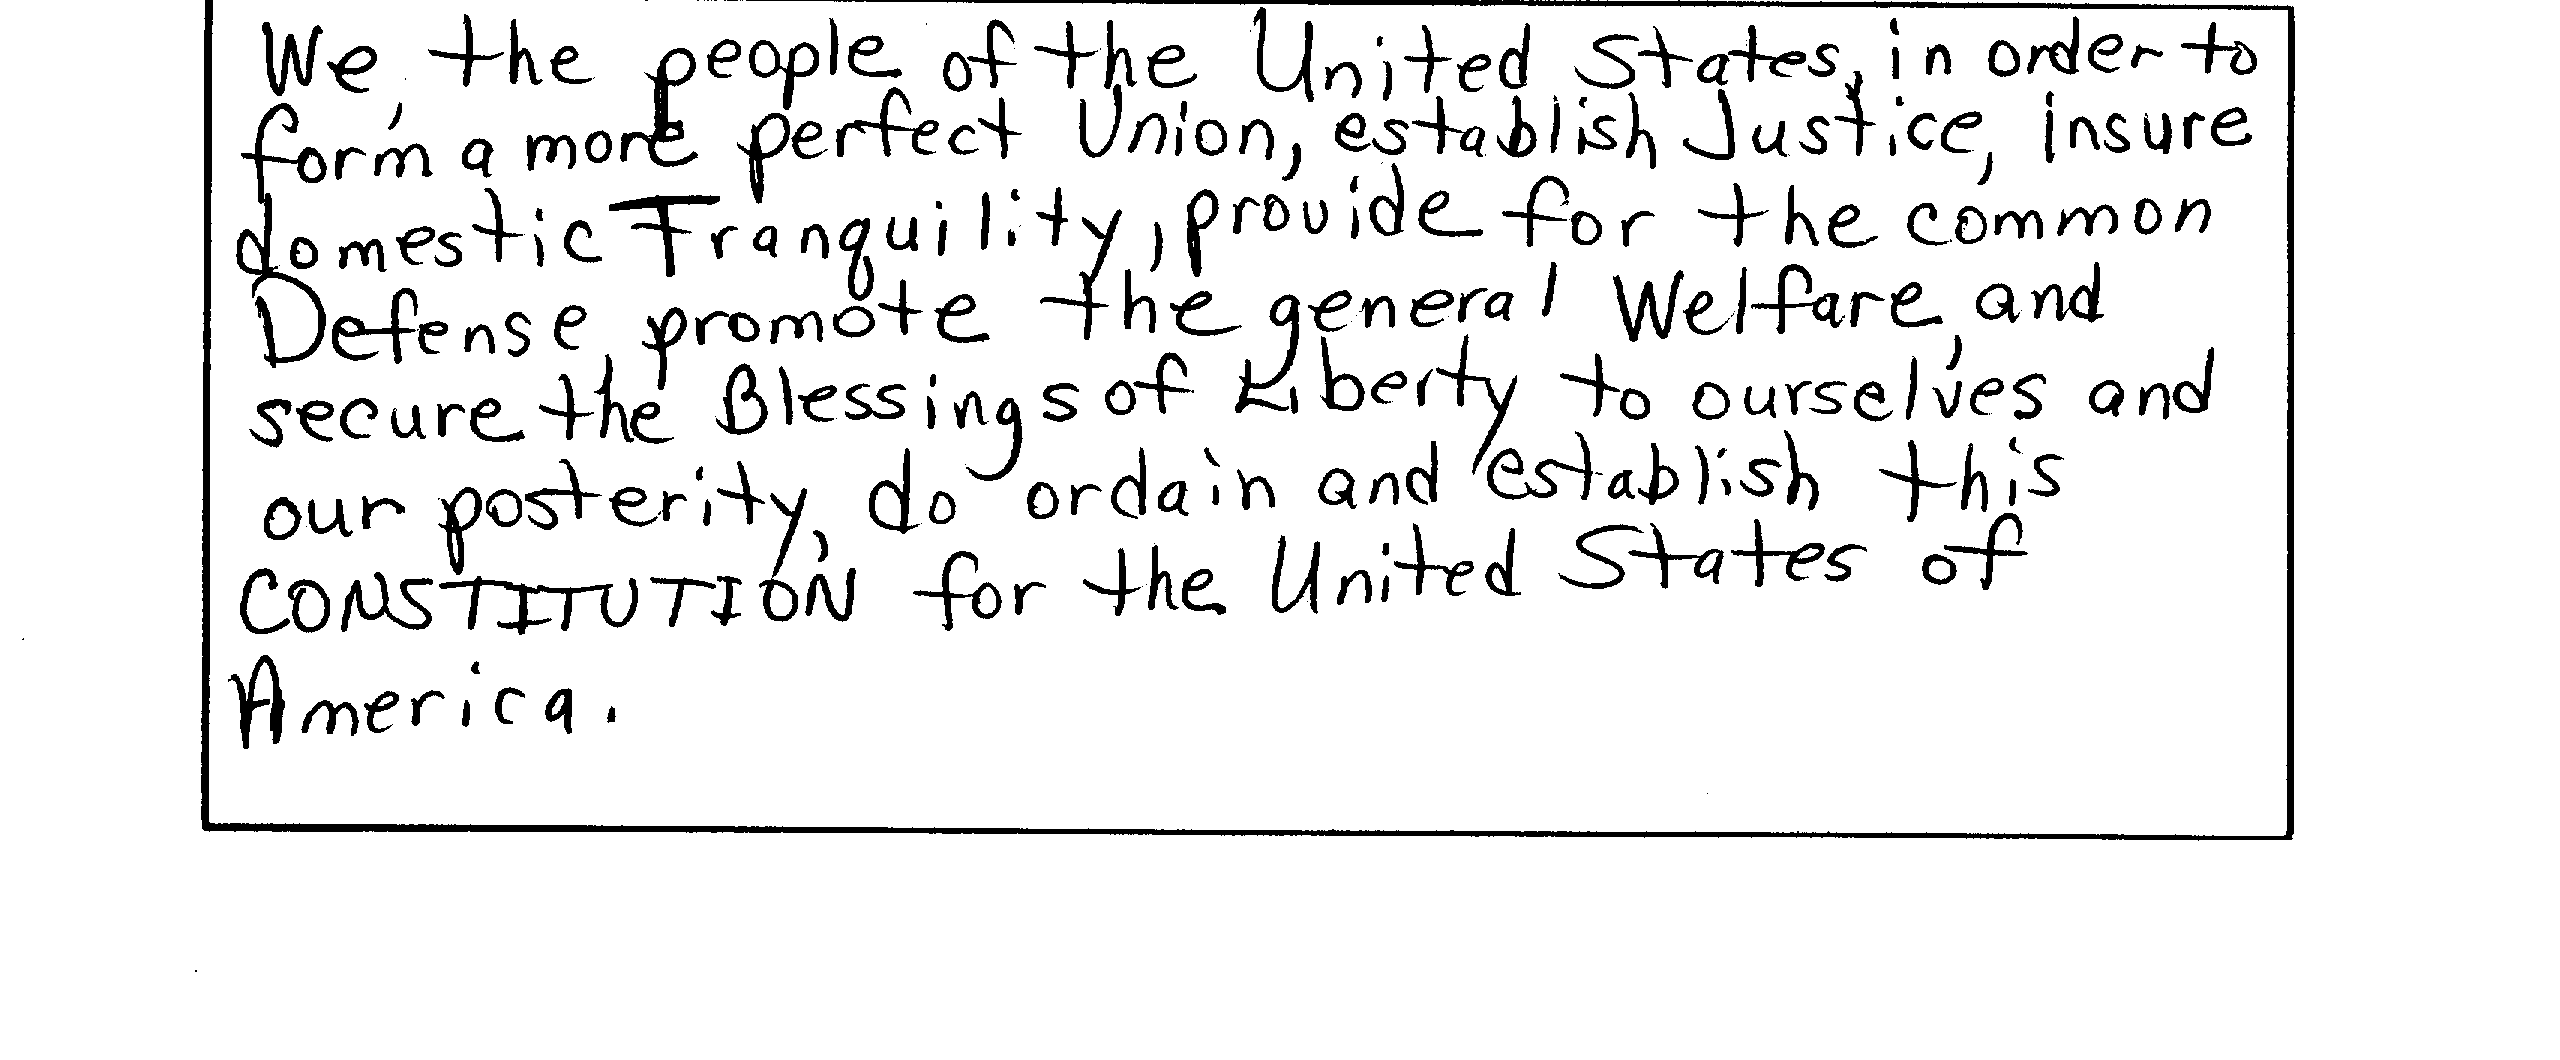 We, the people of the United States, in order to
form a more perfect Union, establish Justice, insure
domestic Tranquility, provide for the common
Defense, promote the general Welfare, and
secure the Blessings of Liberty to ourselves and
our posterity, do ordain and establish this
CONSTITUTION for the United States of
America.